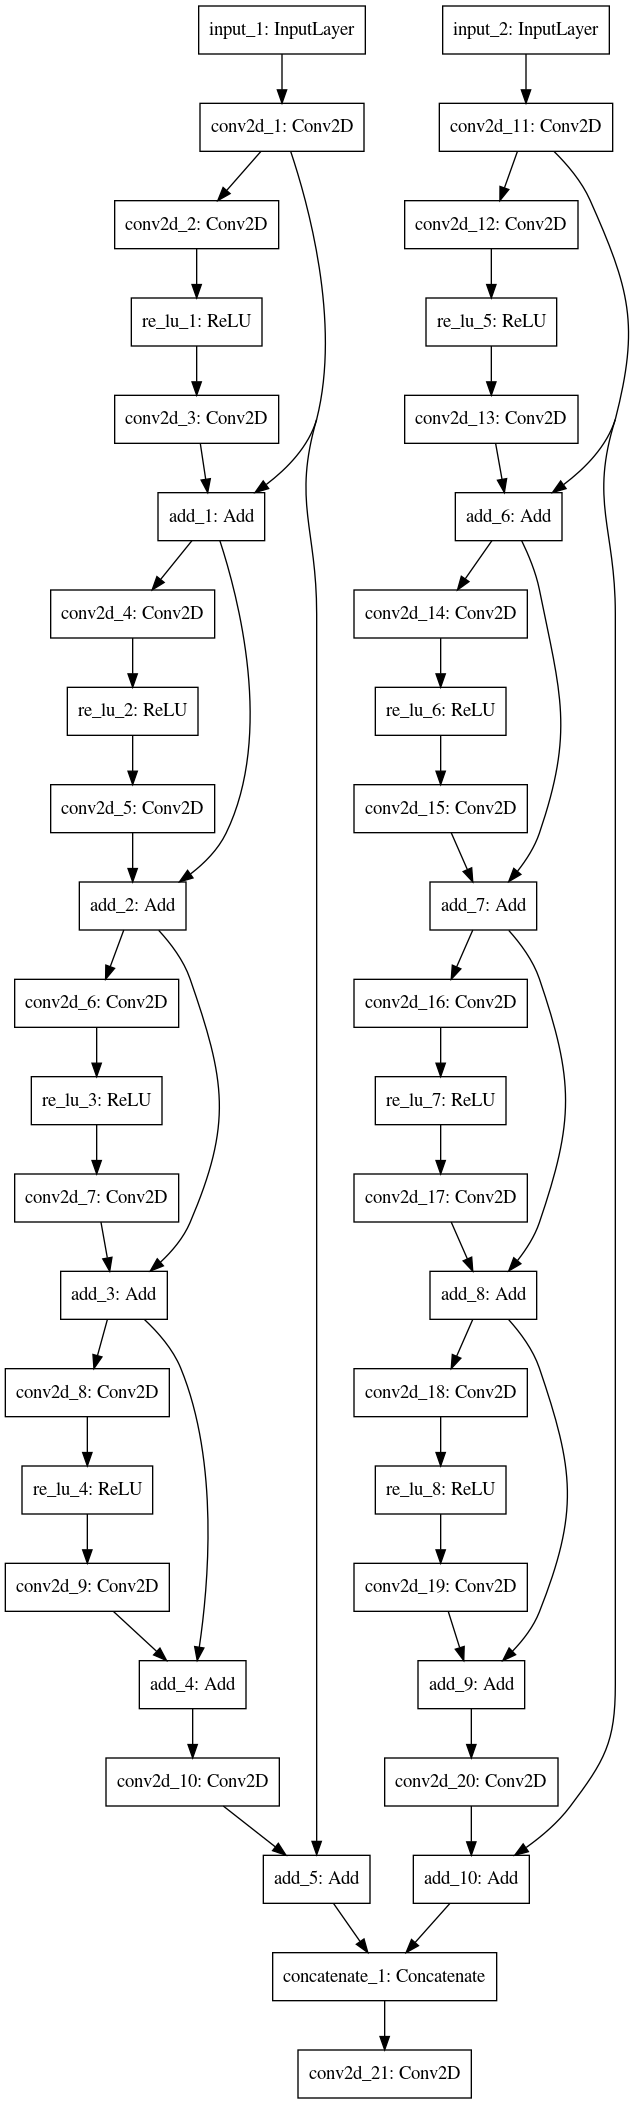 input_1: InputLayer
input_2: InputLayer
conv2d_1: Conv2D
conv2d_11: Conv2D
conv2d_2: Conv2D
conv2d_12: Conv2D
re_lu_1: ReLU
re_lu_5: ReLU
conv2d_3: Conv2D
conv2d_13: Conv2D
add_1: Add
add_6: Add
conv2d_4: Conv2D
conv2d_14: Conv2D
re_lu_2: ReLU
re_lu_6: ReLU
conv2d_5: Conv2D
conv2d_15: Conv2D
add_2: Add
add_7: Add
conv2d_6: Conv2D
conv2d_16: Conv2D
re_lu_3: ReLU
re_lu_7: ReLU
conv2d_7: Conv2D
conv2d_17: Conv2D
add_3: Add
add_8: Add
conv2d_8: Conv2D
conv2d_18: Conv2D
re_lu_4: ReLU
re_lu_8: ReLU
conv2d_9: Conv2D
conv2d_19: Conv2D
add_4: Add
add_9: Add
conv2d_10: Conv2D
conv2d_20: Conv2D
add_5: Add
add_10: Add
concatenate_1: Concatenate
conv2d_21: Conv2D